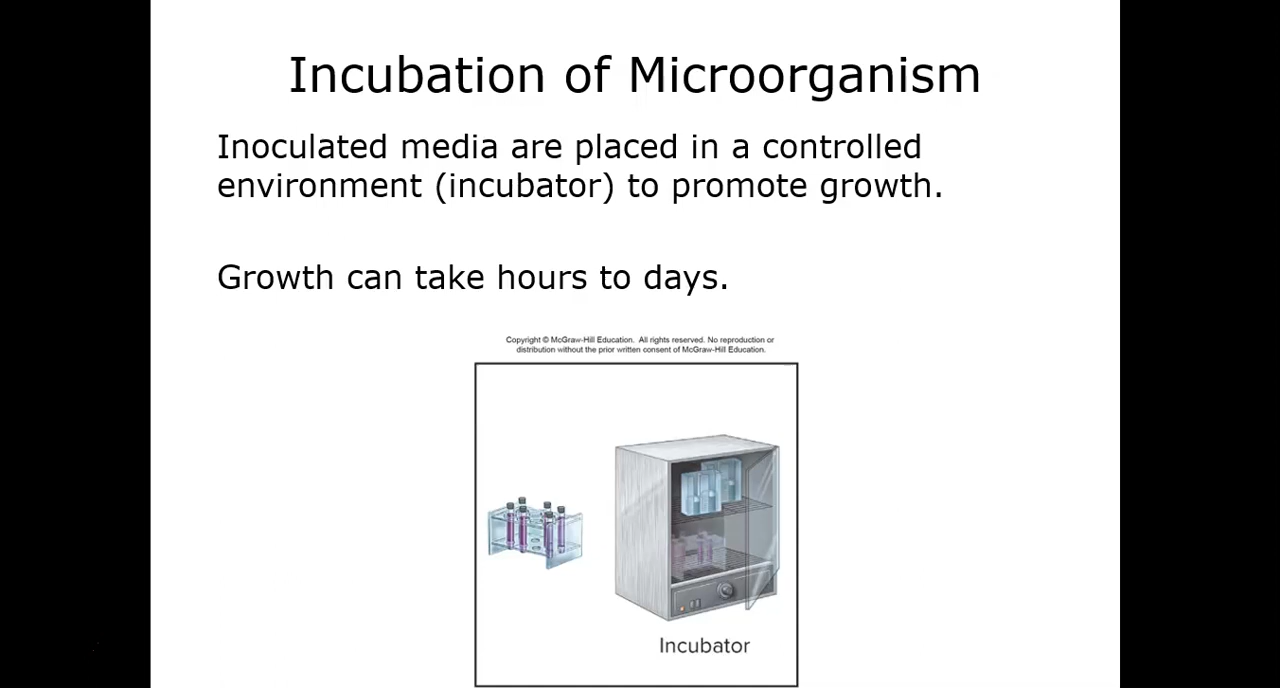 Incubation of Microorganism
Inoculated media are placed in a controlled
environment (incubator) to promote growth.
Growth can take hours to days.
Copyright © McGraw-Hill Education. All rights reserved. No reproduction or
distribution without the prior written consent of McGraw-Hill Education.
Incubator